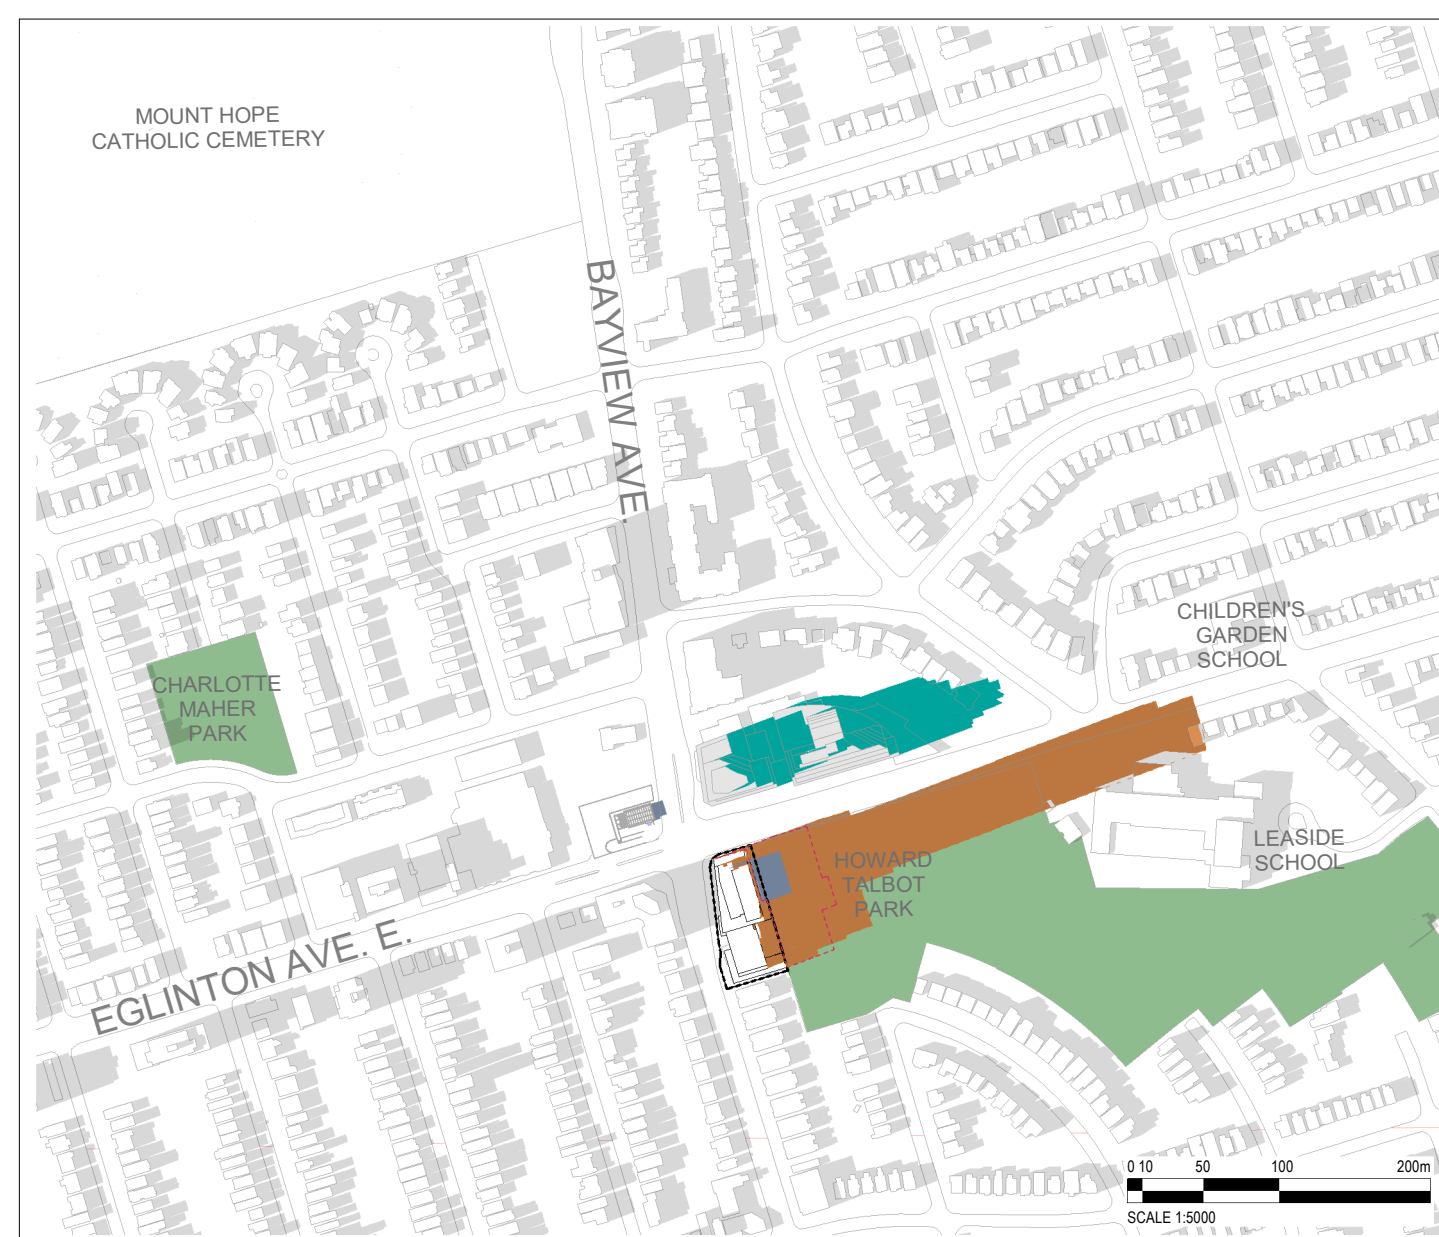 MOUNT HOPE
CATHOLIC CEMETERY
BAYVIEW AVE.
CHILDREN'S
GARDEN
SCHOOL
CHARLOTTE
MAHER
PARK
LEASIDE
SCHOOL
HOWARD
TALBOT
PARK
EGLINTON AVE. E.
0 10 50 100 200m
SCALE 1:5000